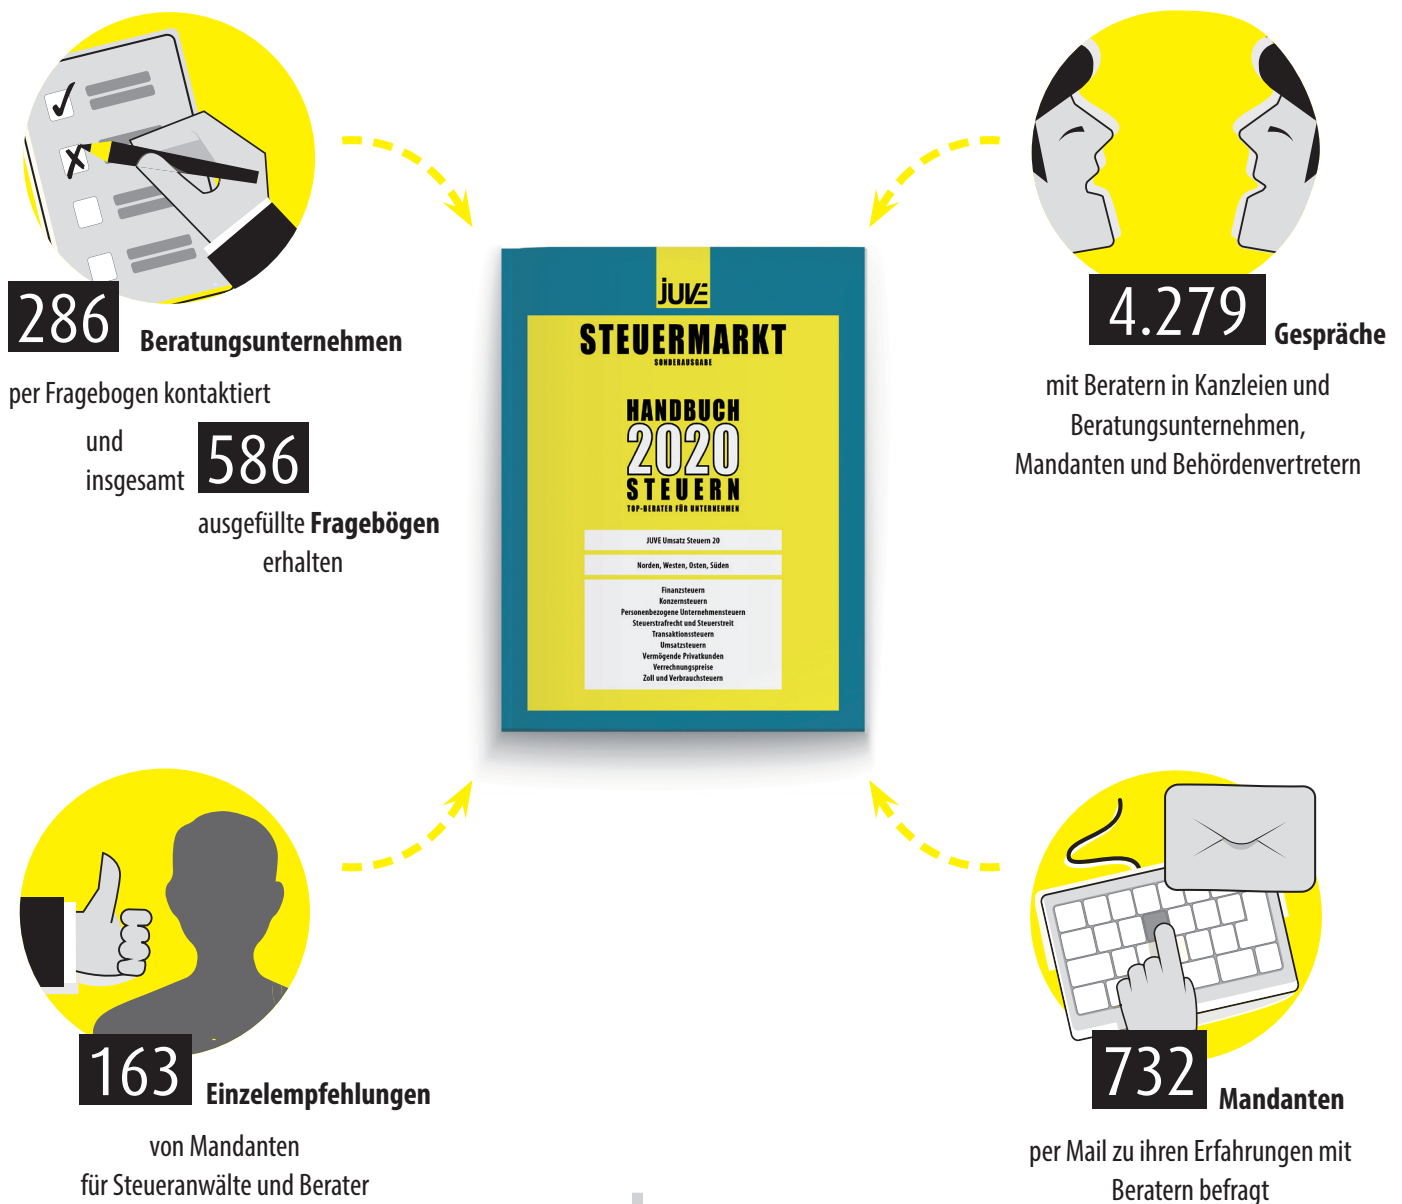 286 Beratungsunternehmen
per Fragebogen kontaktiert
und
insgesamt 586
ausgefüllte Fragebögen
erhalten
4.279 Gespräche
mit Beratern in Kanzleien und
Beratungsunternehmen,
Mandanten und Behördenvertretern
JUVE
STEUERMARKT
SONDERAUSGABE
HANDBUCH
2020
STEUERN
TOP-BERATER FÜR UNTERNEHMEN
JUVE Umsatz Steuern 20
Norden, Westen, Osten, Süden
Finanzsteuern
Konzernsteuern
Personenbezogene Unternehmensteuern
Steuerstrafrecht und Steuerstreit
Transaktionssteuern
Umsatzsteuern
Vermögende Privatkunden
Verrechnungspreise
Zoll und Verbrauchsteuern
163 Einzelempfehlungen
von Mandanten
für Steueranwälte und Berater
732 Mandanten
per Mail zu ihren Erfahrungen mit
Beratern befragt